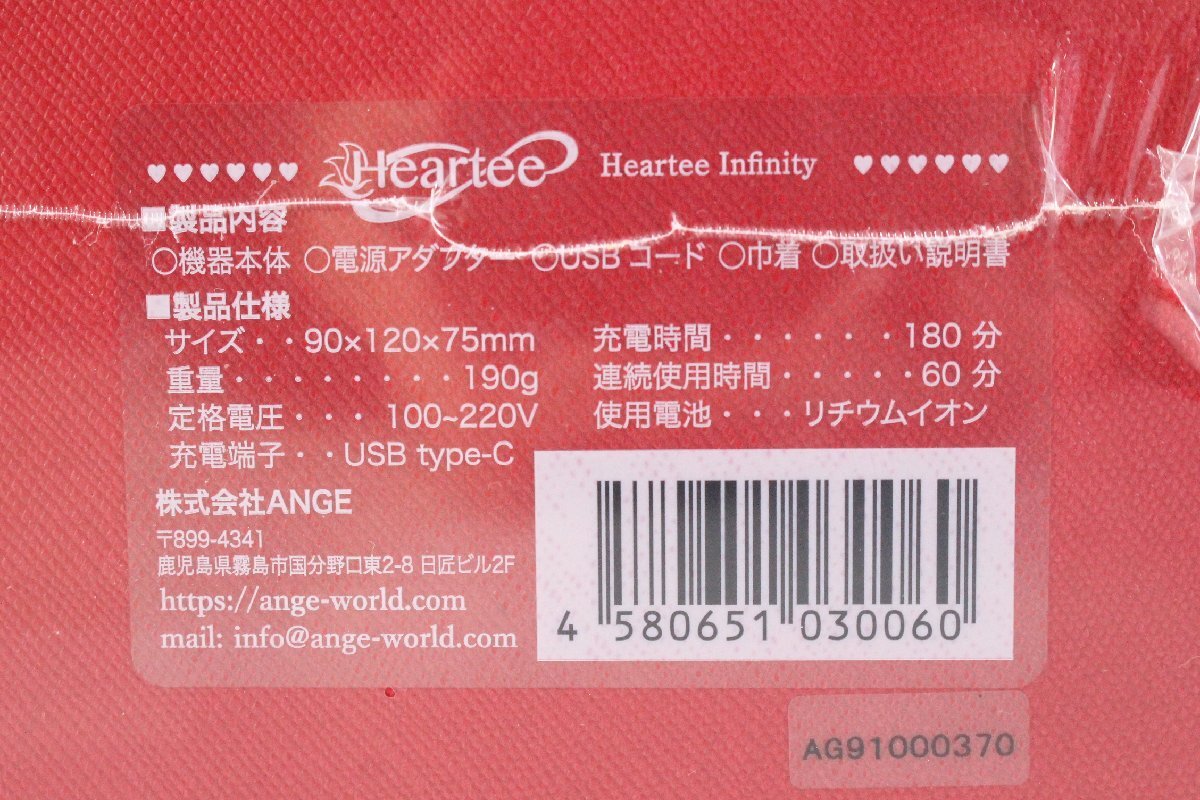 ♥♥♥♥♥♥ Heartee Heartee Infinity ♥♥♥♥♥♥
■製品内容
○機器本体 ○電源アダプター ○USBコード ○巾着 ○取扱い説明書
■製品仕様
サイズ・・90×120×75mm
重量・・・・・・・・190g
定格電圧・・・・100~220V
充電端子・・USB type-C
充電時間・・・・・・180 分
連続使用時間・・・・・60 分
使用電池・・・リチウムイオン
株式会社ANGE
〒899-4341
鹿児島県霧島市国分野口東2-8 日匠ビル2F
https://ange-world.com
mail: info@ange-world.com
4 580651 030060
AG91000370